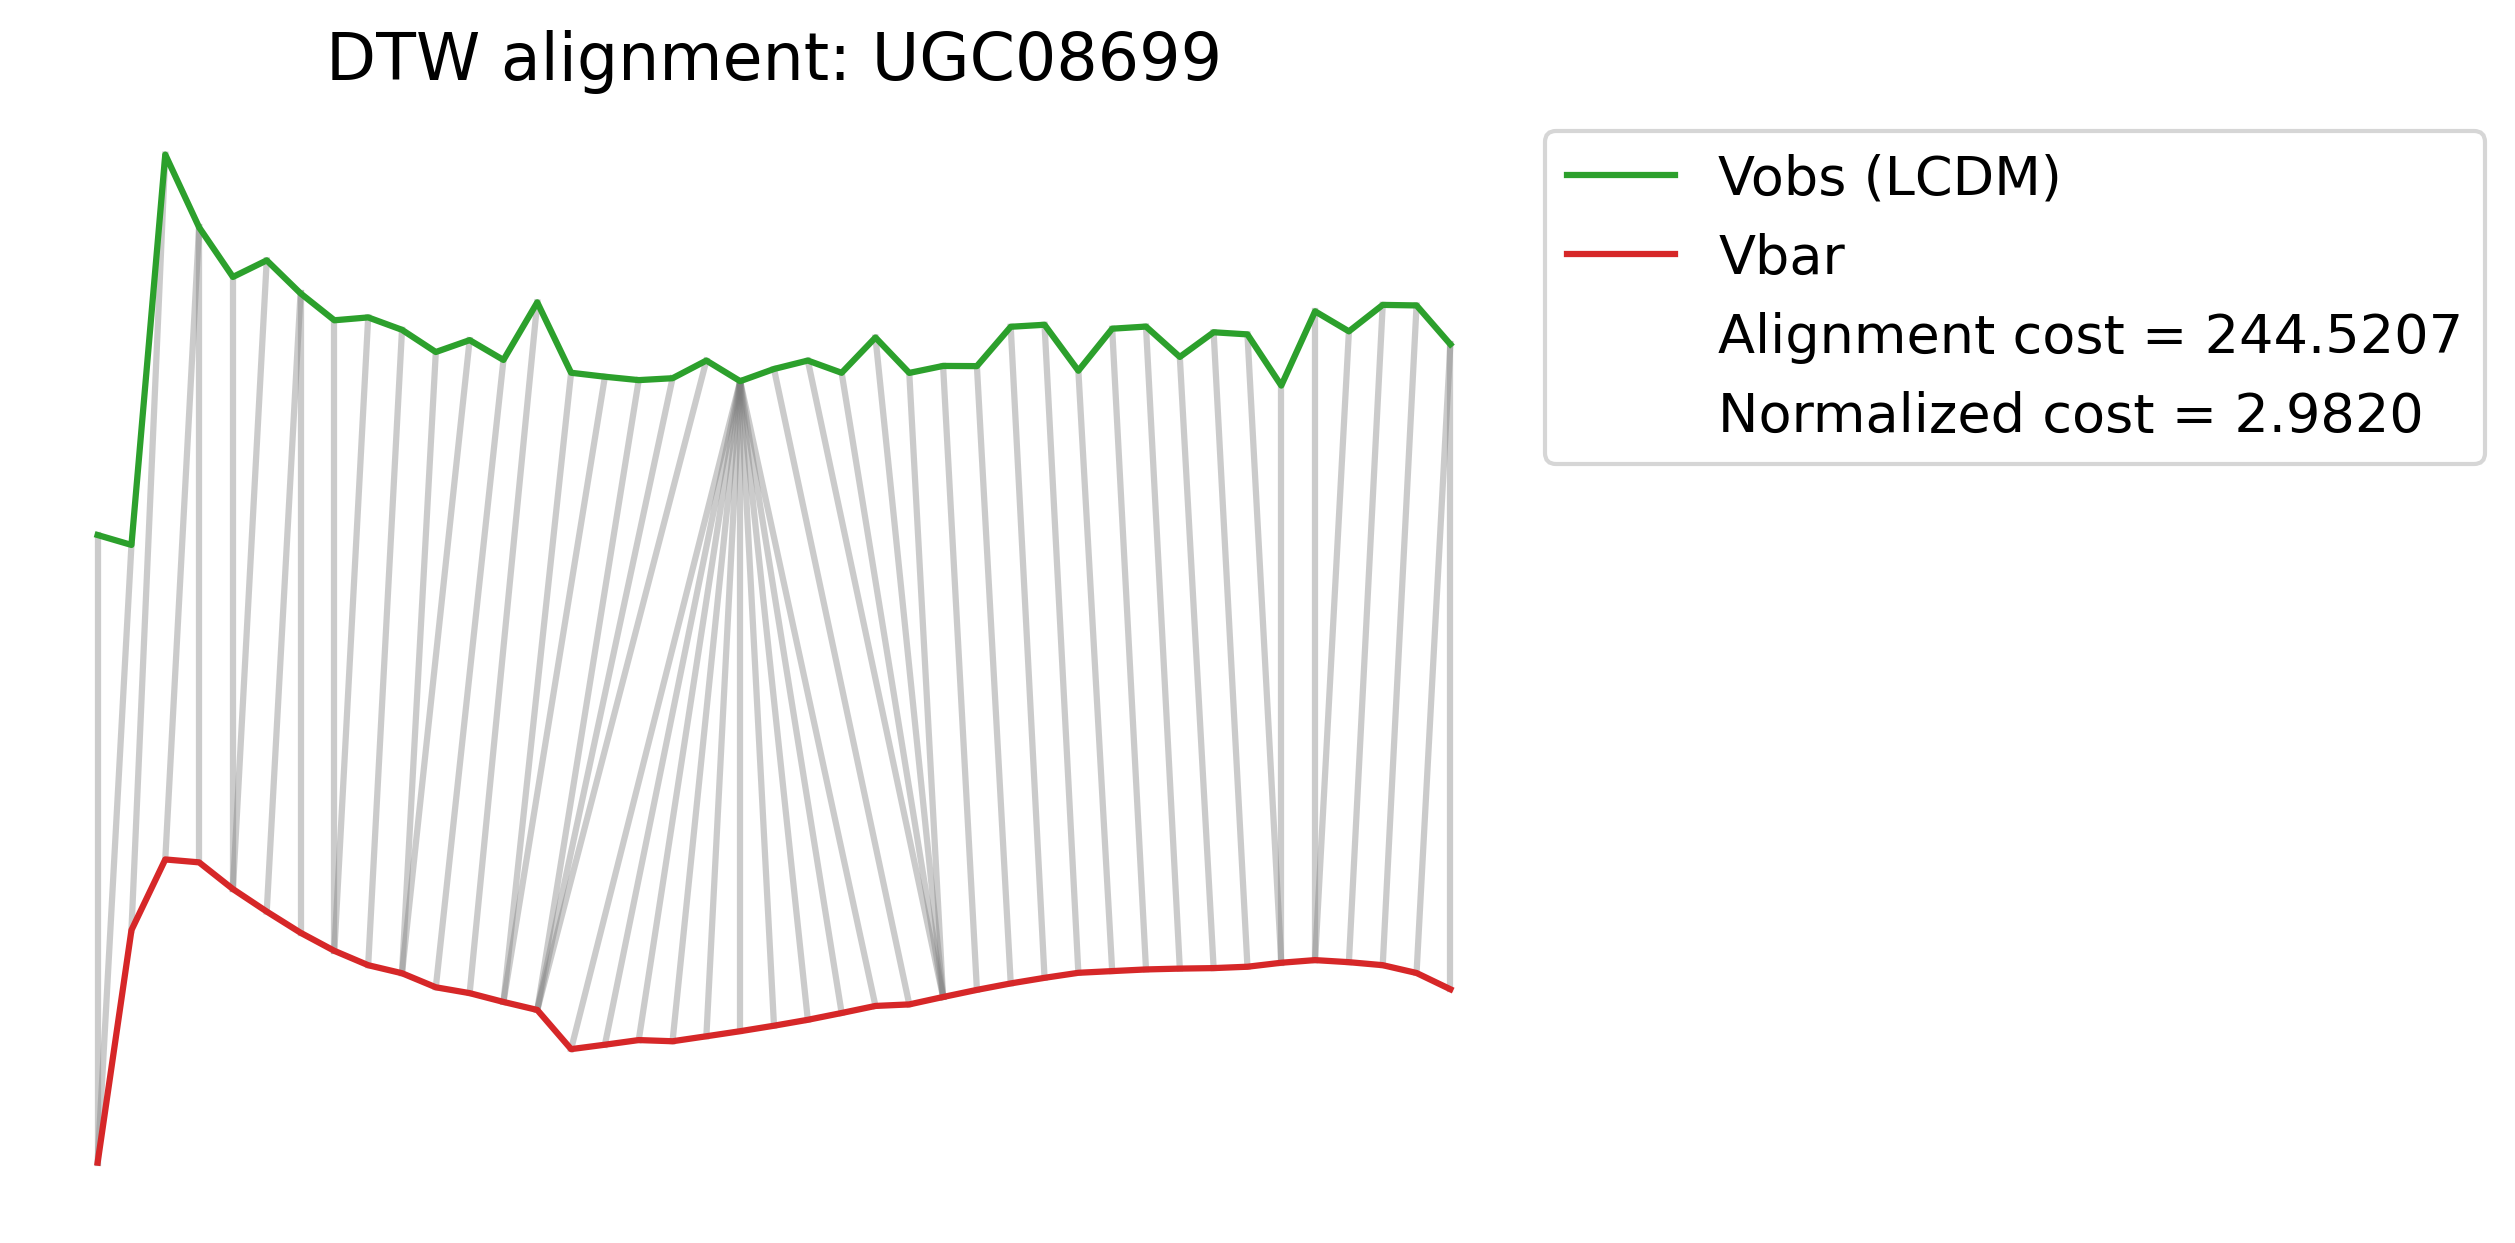 DTW alignment: UGC08699
Vobs (LCDM)
Vbar
Alignment cost = 244.5207
Normalized cost = 2.9820